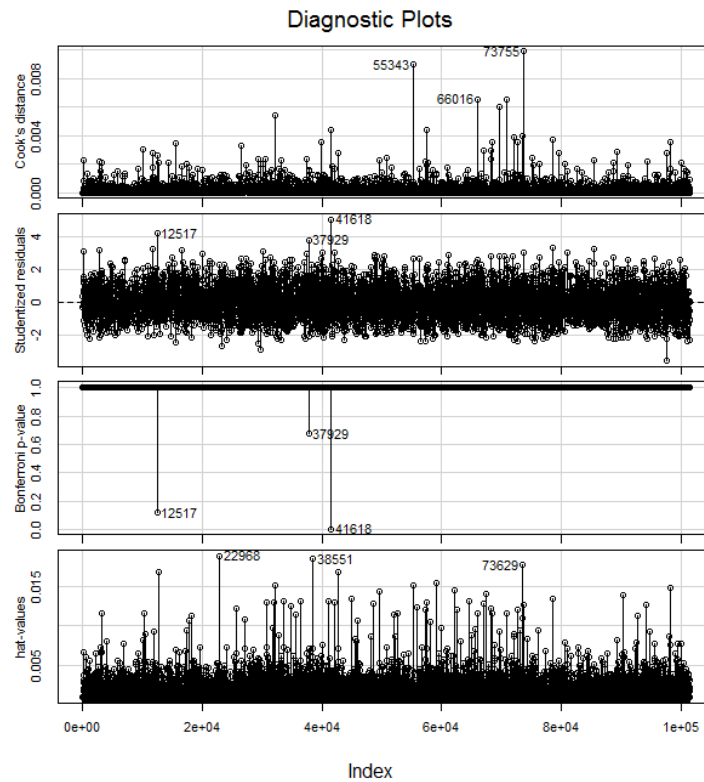 Diagnostic Plots
Cook's distance
0.000 0.004 0.008
55343
66016
73755
Studentized residuals
-2 0 2 4
12517
37929
41618
Bonferroni p-value
0.0 0.2 0.4 0.6 0.8 1.0
12517
37929
41618
hat-values
0.005 0.015
22968
38551
73629
0e+00 2e+04 4e+04 6e+04 8e+04 1e+05
Index